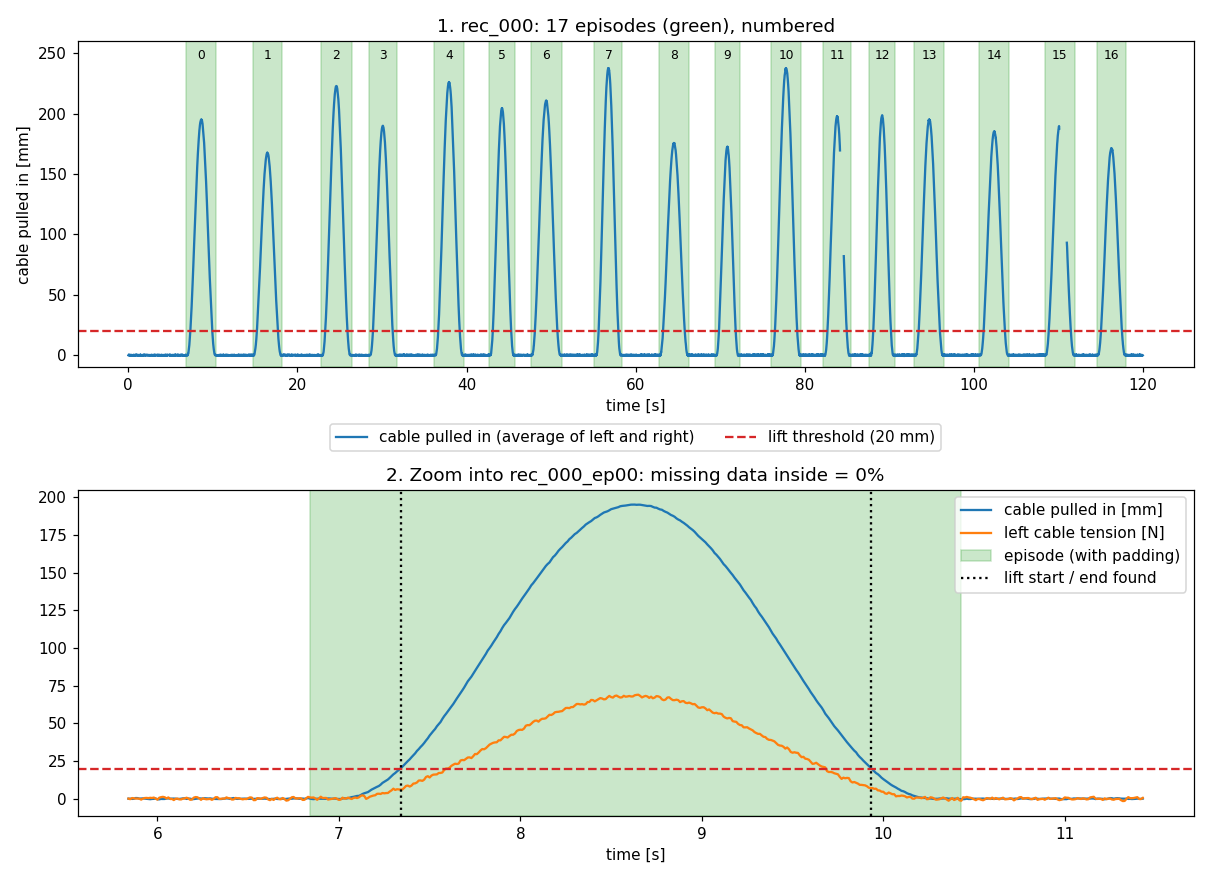 1. rec_000: 17 episodes (green), numbered
250
200
150
100
50
0
cable pulled in [mm]
0 1 2 3 4 5 6 7 8 9 10 11 12 13 14 15 16
0 20 40 60 80 100 120
time [s]
cable pulled in (average of left and right) lift threshold (20 mm)
2. Zoom into rec_000_ep00: missing data inside = 0%
200
175
150
125
100
75
50
25
0
cable pulled in [mm]
left cable tension [N]
episode (with padding)
lift start / end found
6 7 8 9 10 11
time [s]